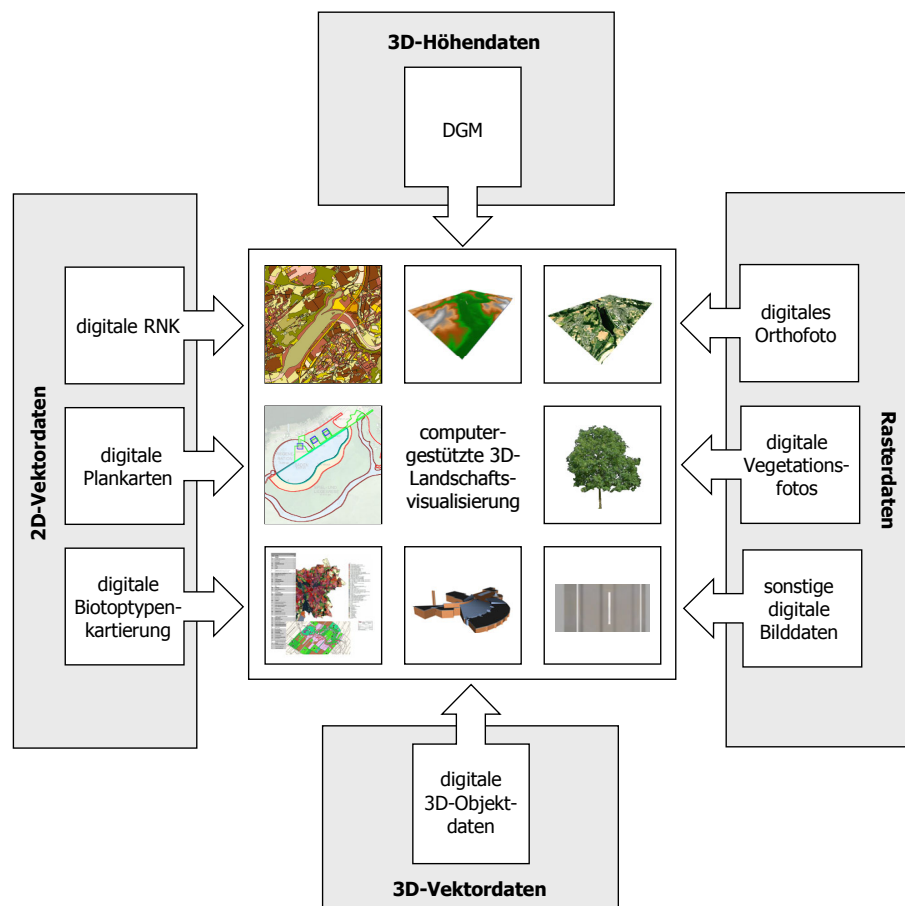 3D-Höhendaten
DGM
2D-Vektordaten
digitale RNK
digitale
Plankarten
digitale
Biotoptypen-
kartierung
computer-
gestützte 3D-
Landschafts-
visualisierung
digitales
Orthofoto
digitale
Vegetations-
fotos
sonstige
digitale
Bilddaten
Rasterdaten
digitale
3D-Objekt-
daten
3D-Vektordaten